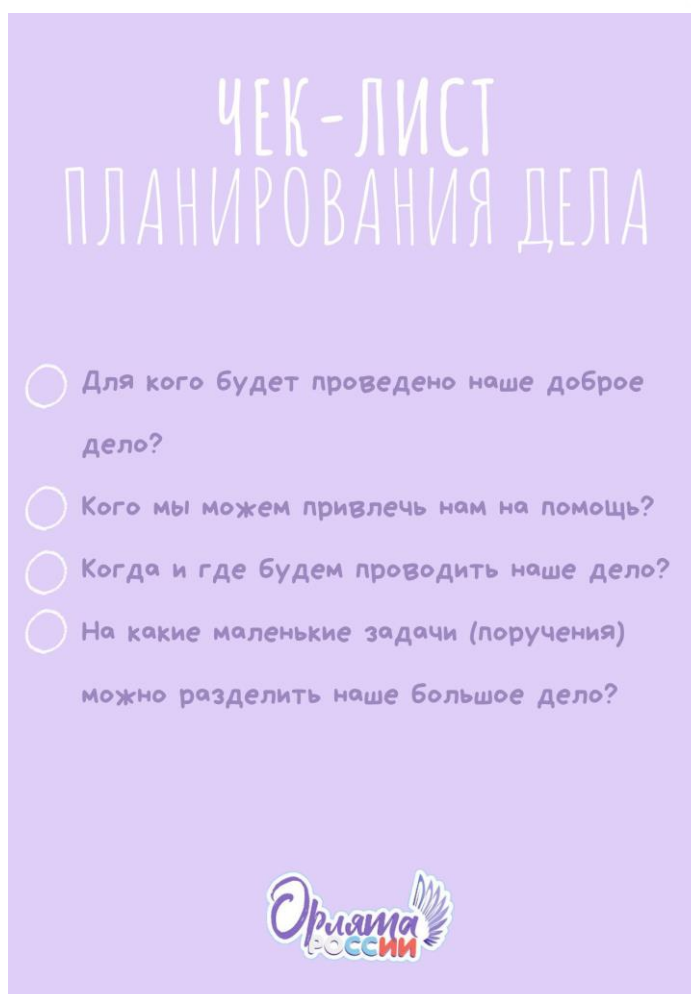 ЧЕК-ЛИСТ
ПЛАНИРОВАНИЯ ДЕЛА
Для кого будет проведено наше доброе
дело?
Кого мы можем привлечь нам на помощь?
Когда и где будем проводить наше дело?
На какие маленькие задачи (поручения)
можно разделить наше большое дело?
Орлята
РОССИИ